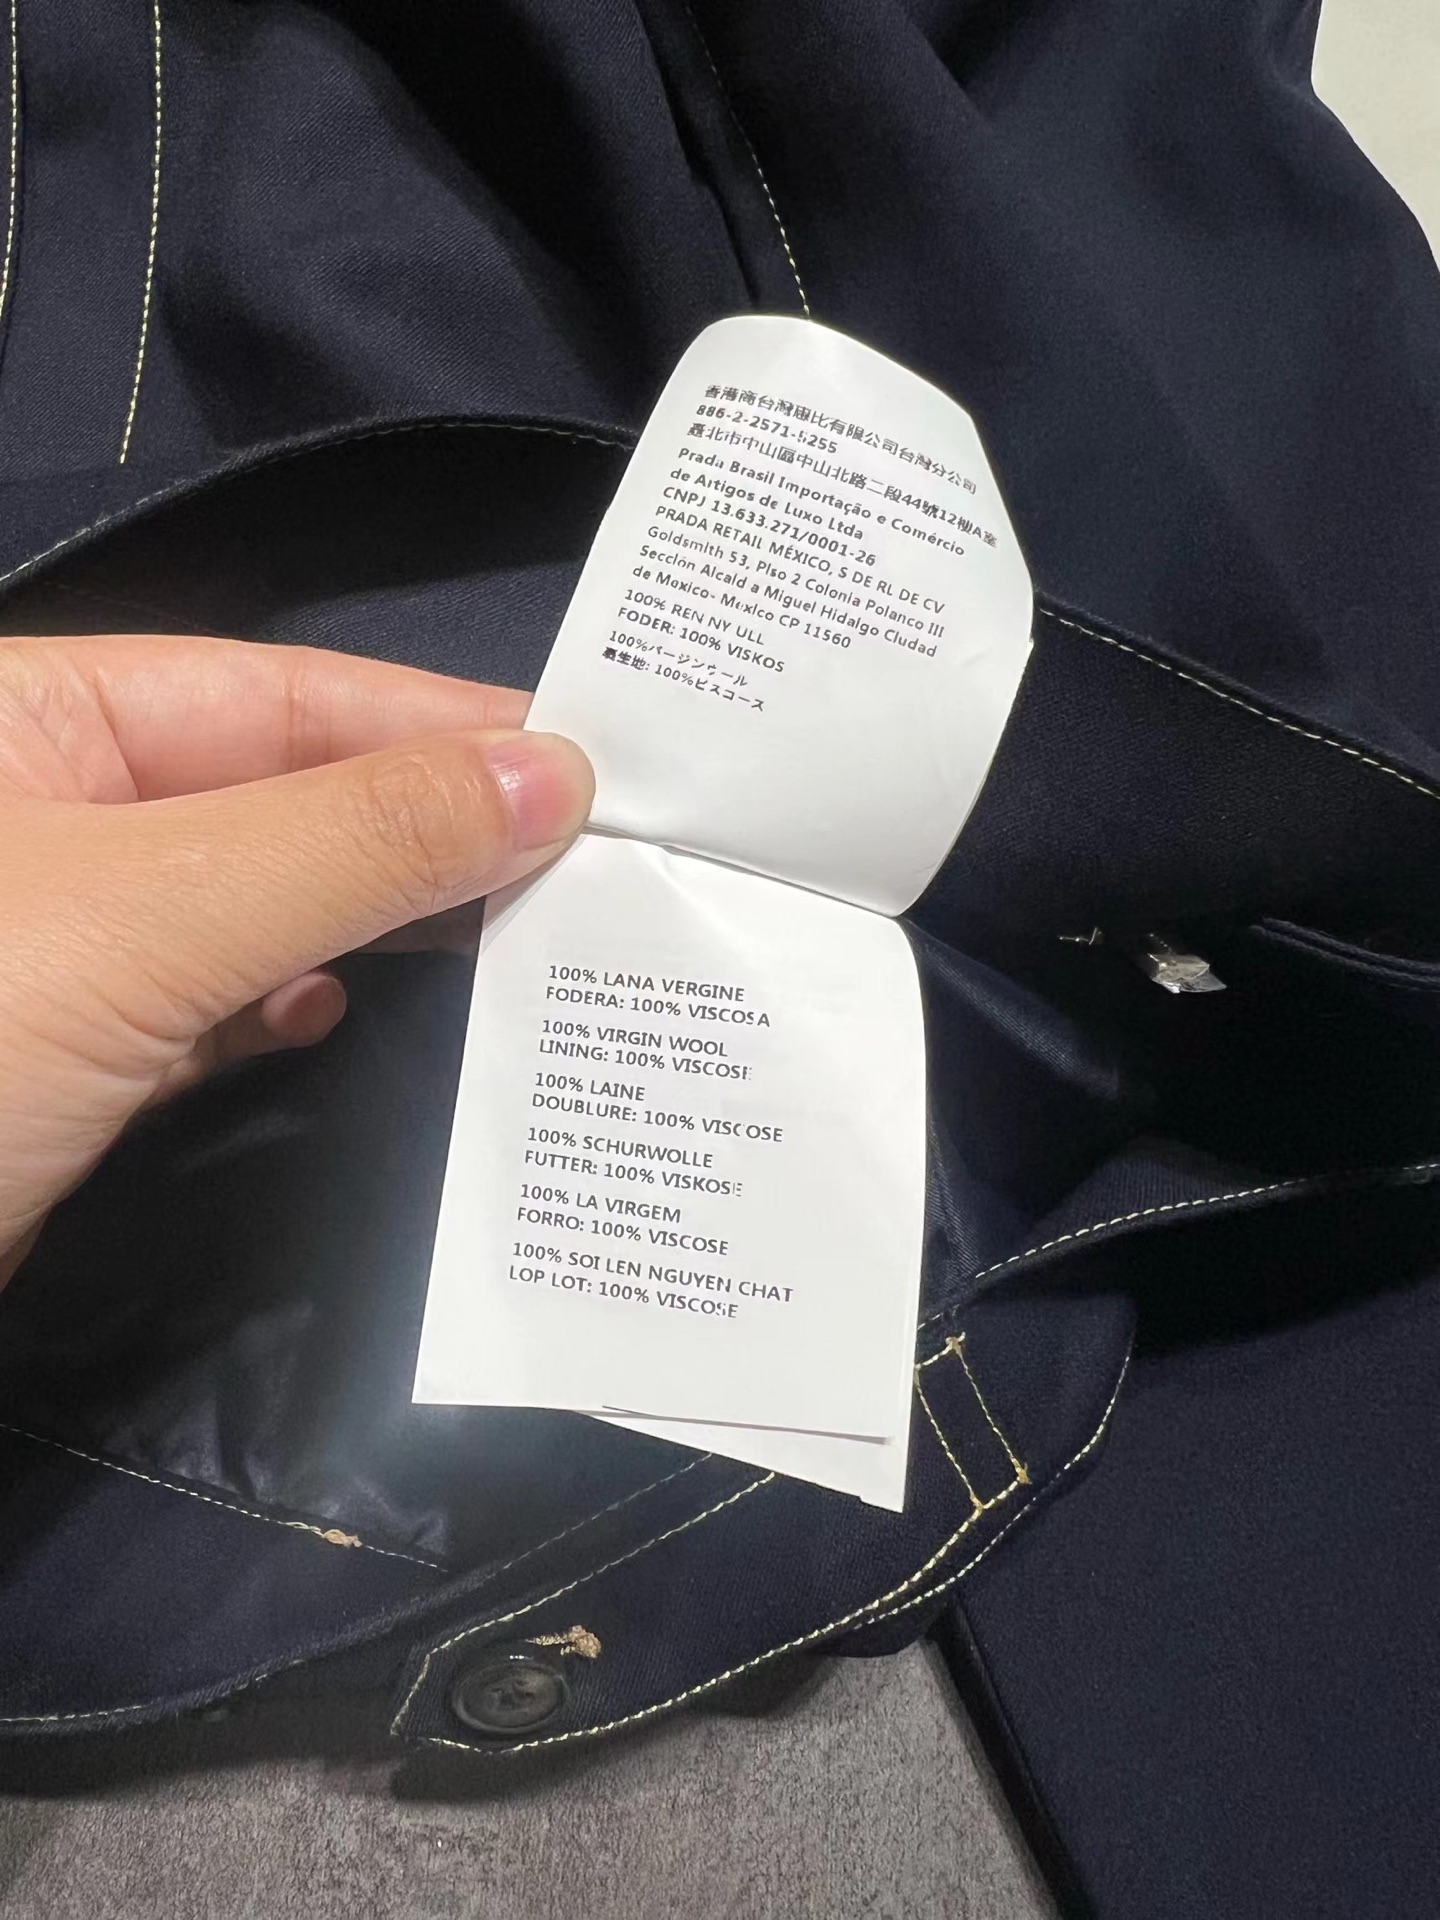 香港商台灣思比有限公司台灣分公司
886-2-2571-5255
臺北市中山區中山北路二段44號12樓A室
Prada Brasil Importação e Comércio
de Artigos de Luxo Ltda
CNPJ 13.633.271/0001-26
PRADA RETAIL MÉXICO, S DE RL DE CV
Goldsmith 53, Piso 2 Colonia Polanco III
Sección Alcald a Miguel Hidalgo Ciudad
de Mexico- Mexico CP 11560
100% REN NY ULL
FODER: 100% VISKOS
100%バージンウール
裏生地: 100%ビスコース
100% LANA VERGINE
FODERA: 100% VISCOSA
100% VIRGIN WOOL
LINING: 100% VISCOSE
100% LAINE
DOUBLURE: 100% VISCOSE
100% SCHURWOLLE
FUTTER: 100% VISKOSE
100% LA VIRGEM
FORRO: 100% VISCOSE
100% SOI LEN NGUYEN CHAT
LOP LOT: 100% VISCOSE